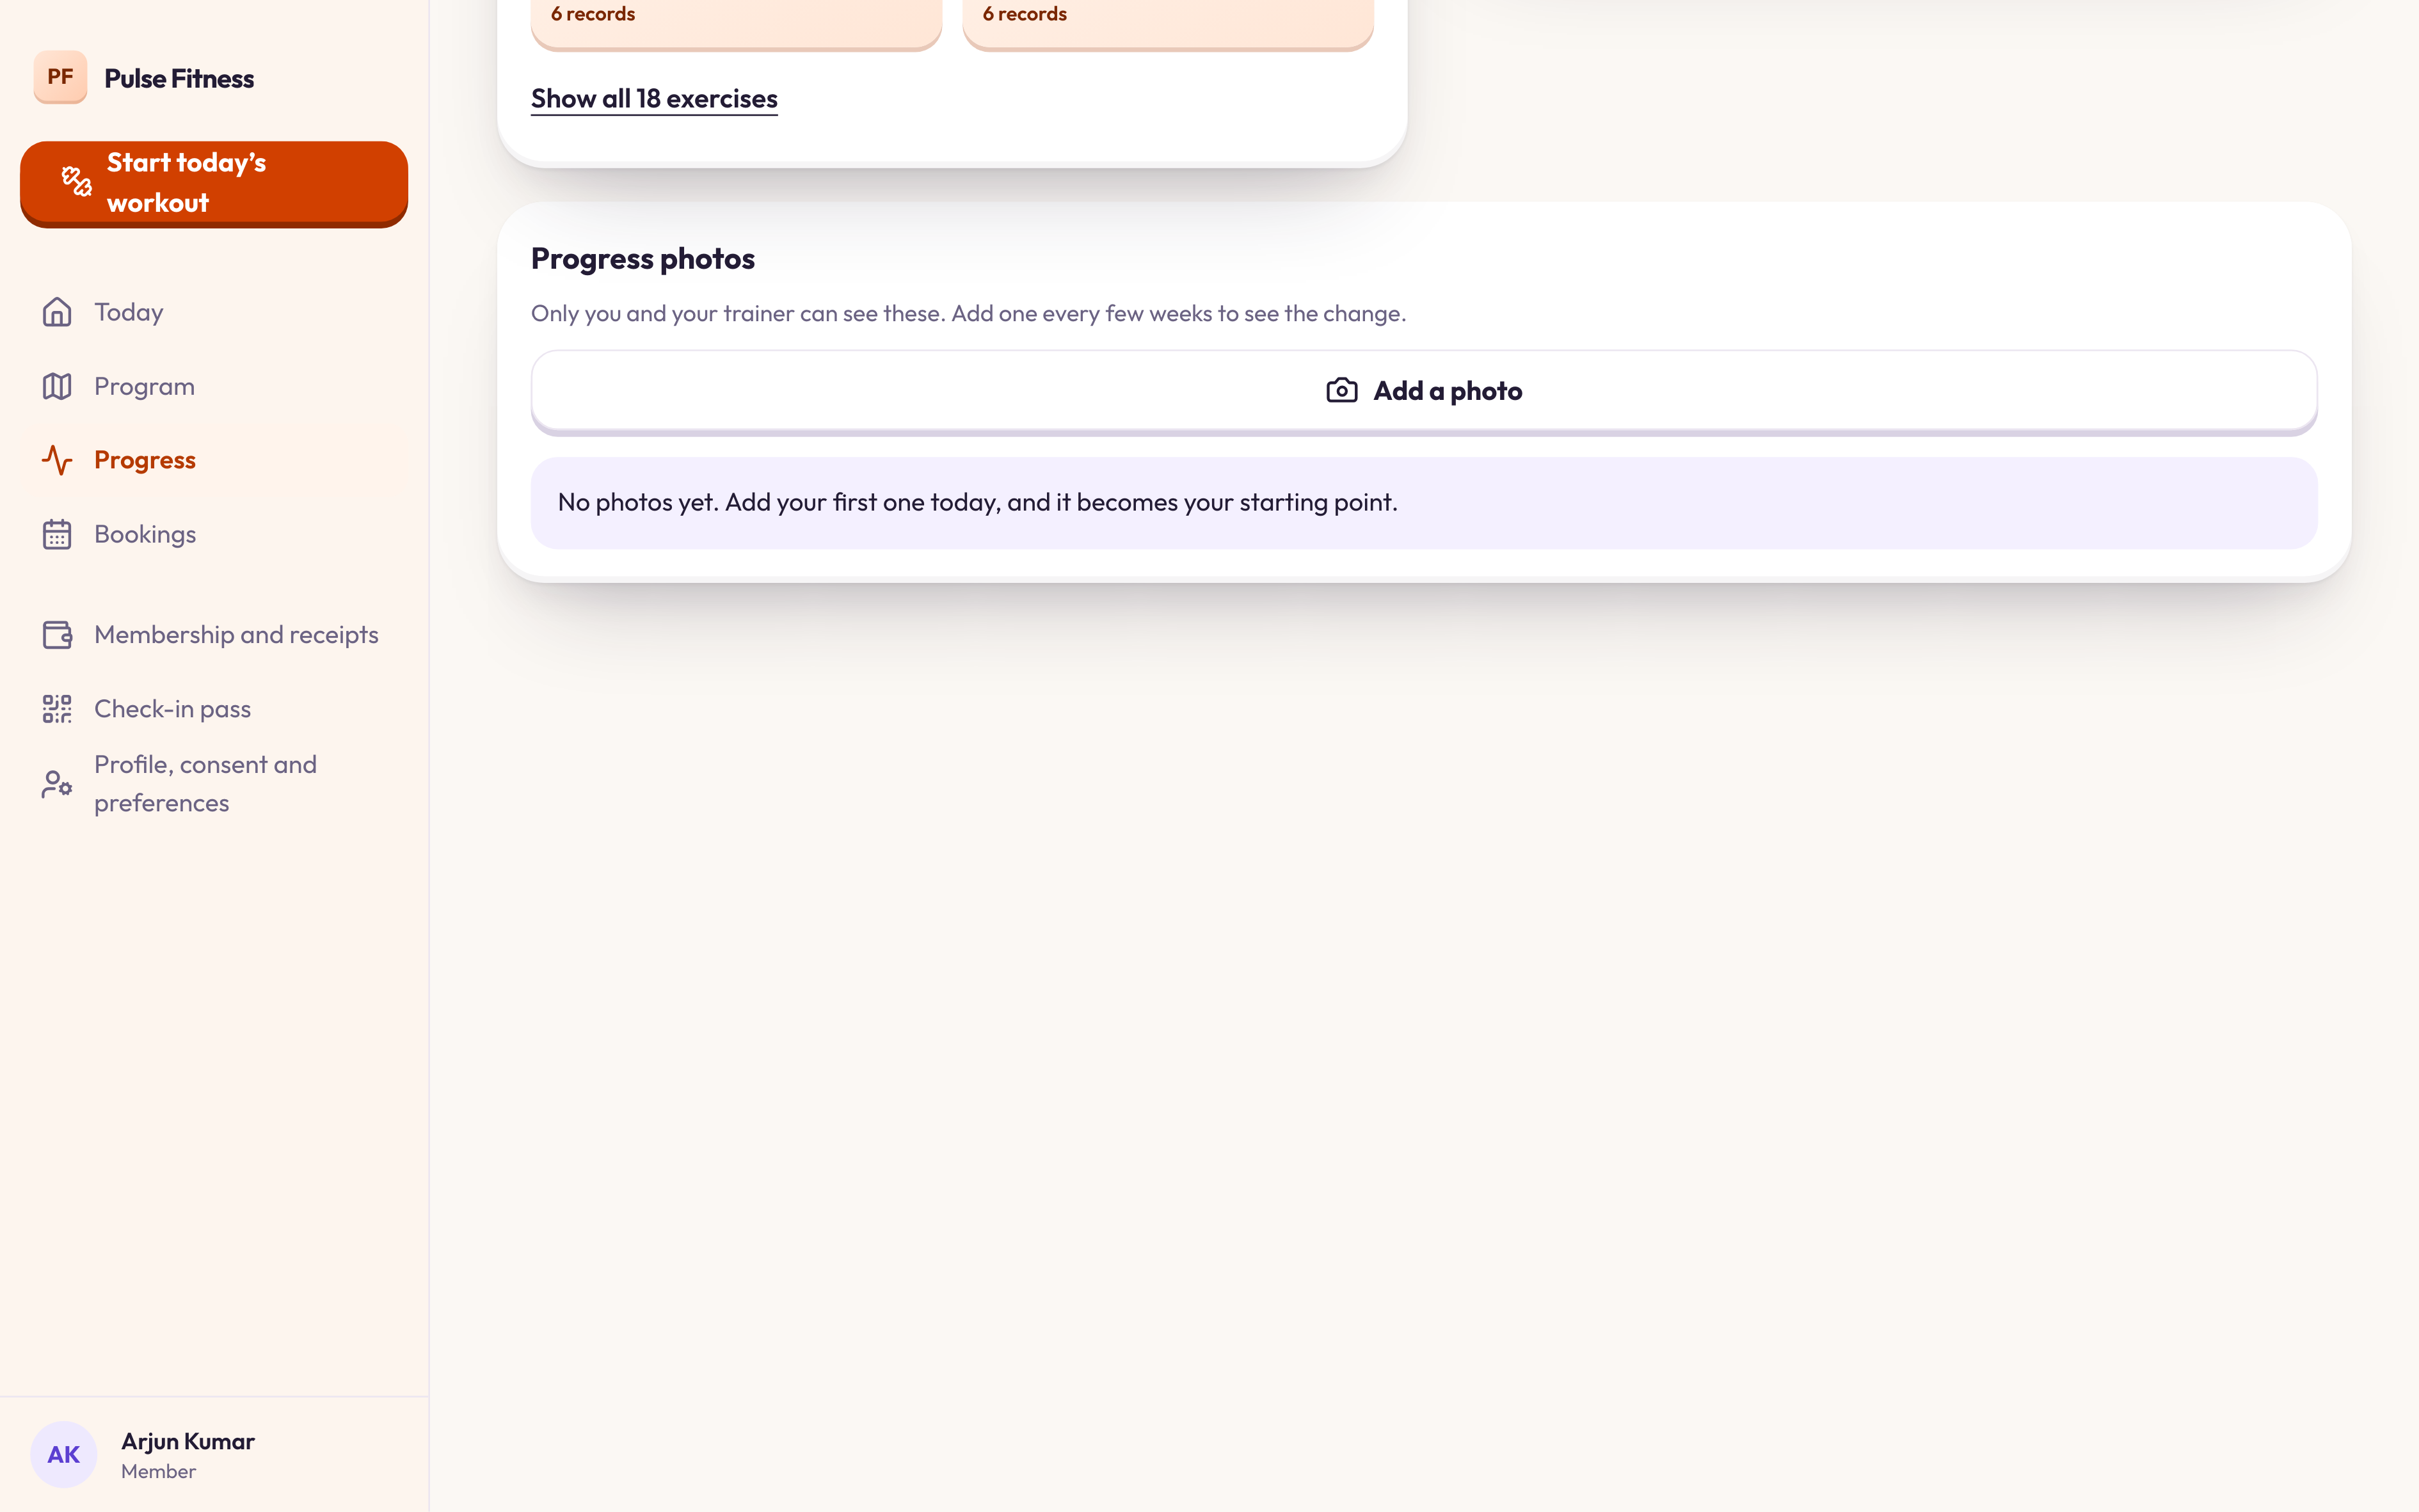 PF
Pulse Fitness
Start today’s
workout
Today
Program
Progress
Bookings
Membership and receipts
Check-in pass
Profile, consent and
preferences
AK
Arjun Kumar
Member
6 records
6 records
Show all 18 exercises
Progress photos
Only you and your trainer can see these. Add one every few weeks to see the change.
Add a photo
No photos yet. Add your first one today, and it becomes your starting point.